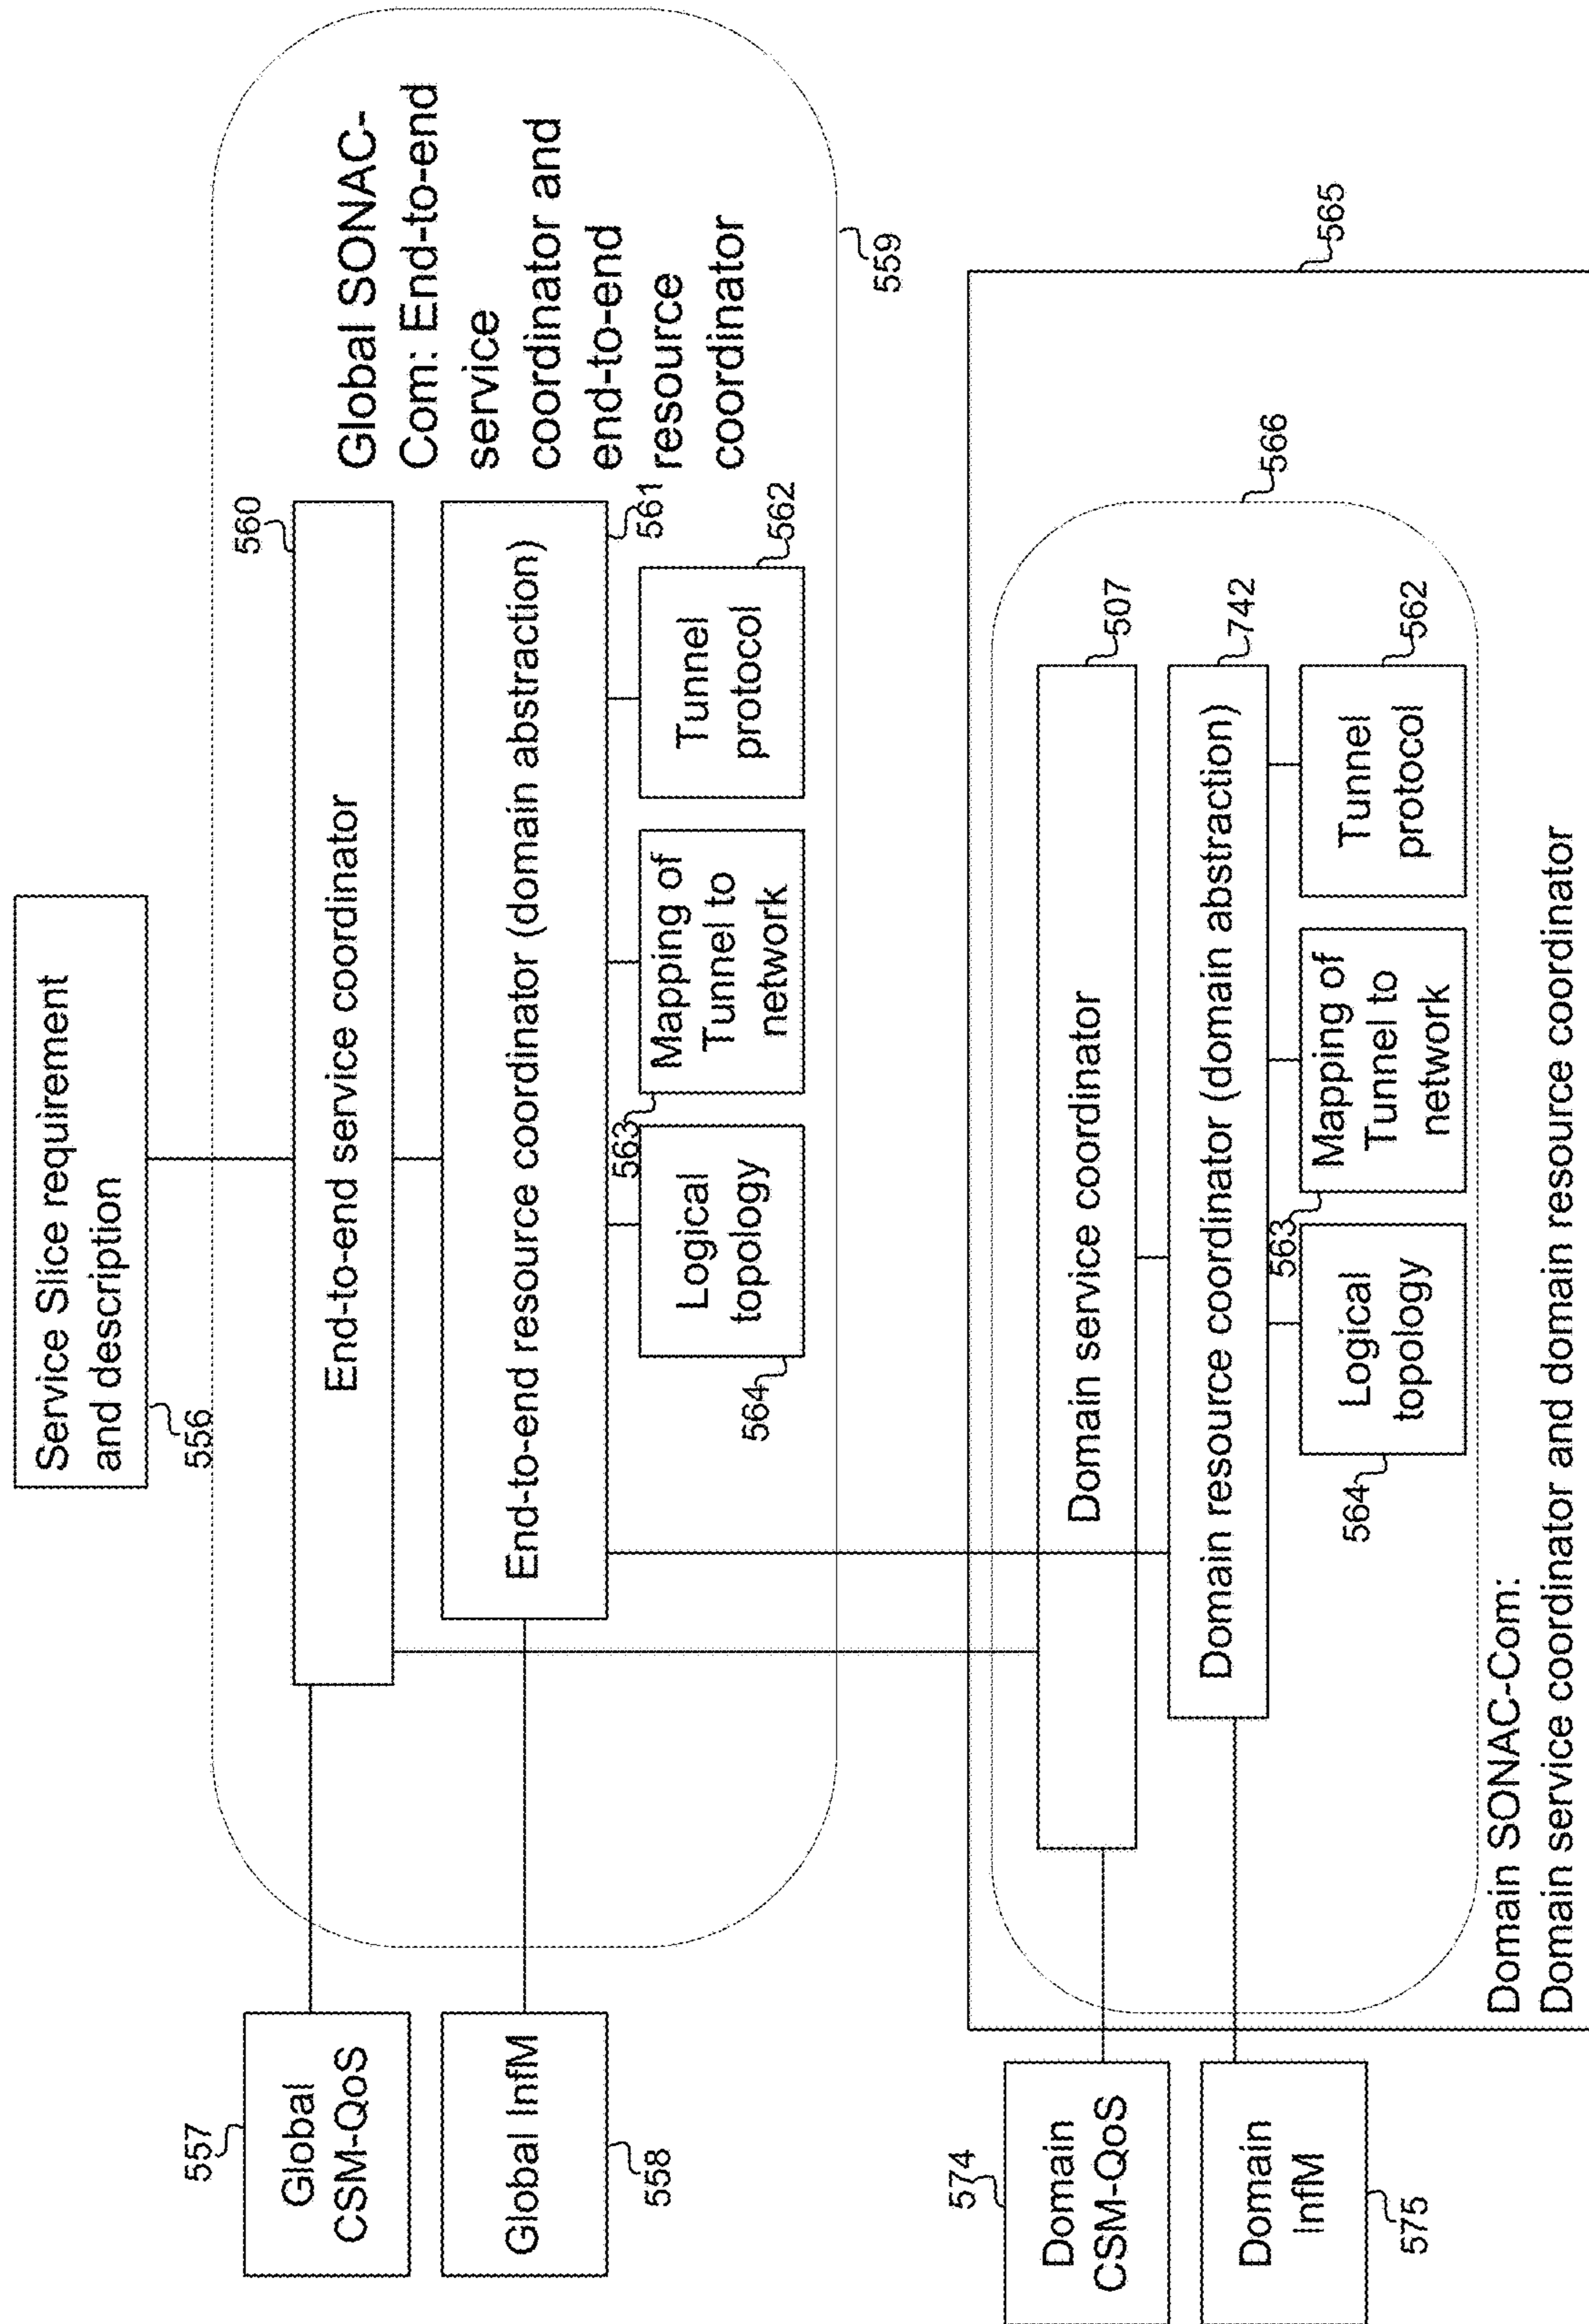 Service Slice requirement
and description
556
557
Global
CSM-QoS
Global InfM
558
560
End-to-end service coordinator
End-to-end resource coordinator (domain abstraction)
561
564
Logical
topology
563
Mapping of
Tunnel to
network
562
Tunnel
protocol
Global SONAC-
Com: End-to-end
service
coordinator and
end-to-end
resource
coordinator
559
565
566
574
Domain
CSM-QoS
Domain
InfM
575
Domain service coordinator
507
Domain resource coordinator (domain abstraction)
742
564
Logical
topology
563
Mapping of
Tunnel to
network
562
Tunnel
protocol
Domain SONAC-Com:
Domain service coordinator and domain resource coordinator